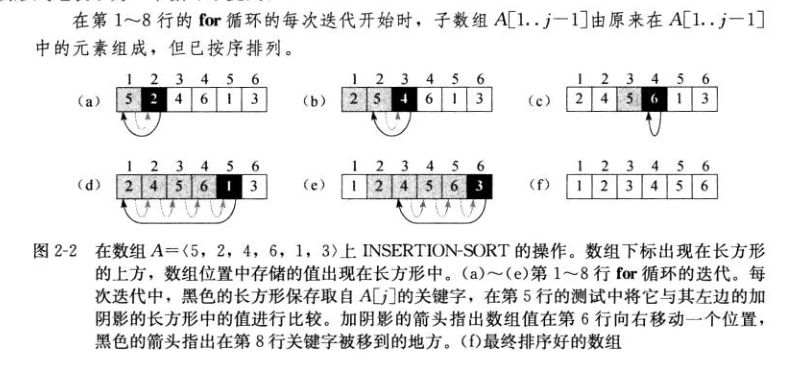 在第 1～8 行的 for 循环的每次迭代开始时，子数组 A[1..j－1]由原来在 A[1..j－1]
中的元素组成，但已按序排列。
1 2 3 4 5 6 1 2 3 4 5 6 1 2 3 4 5 6
(a) 5 2 4 6 1 3 (b) 2 5 4 6 1 3 (c) 2 4 5 6 1 3
1 2 3 4 5 6 1 2 3 4 5 6 1 2 3 4 5 6
(d) 2 4 5 6 1 3 (e) 1 2 4 5 6 3 (f) 1 2 3 4 5 6
图 2-2 在数组 A=〈5，2，4，6，1，3〉上 INSERTION-SORT 的操作。数组下标出现在长方形
的上方，数组位置中存储的值出现在长方形中。(a)～(e)第 1～8 行 for 循环的迭代。每
次迭代中，黑色的长方形保存取自 A[j]的关键字，在第 5 行的测试中将它与其左边的加
阴影的长方形中的值进行比较。加阴影的箭头指出数组值在第 6 行向右移动一个位置，
黑色的箭头指出在第 8 行关键字被移到的地方。(f)最终排序好的数组